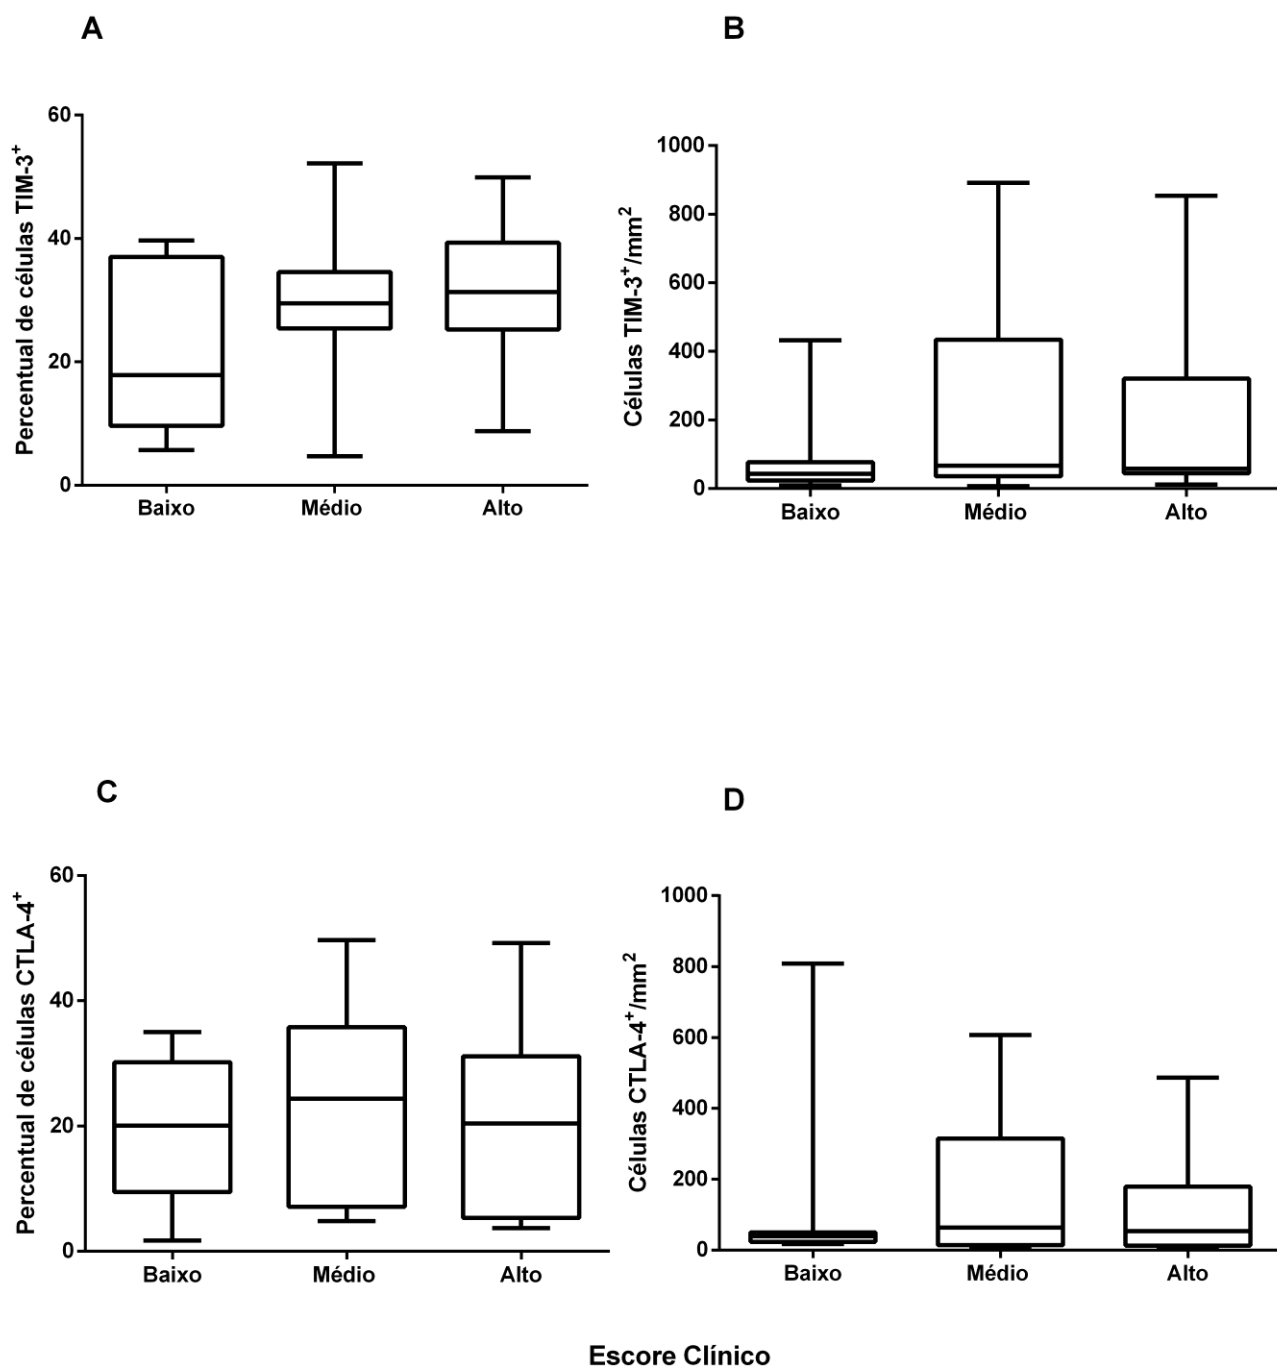 A
Percentual de células TIM-3⁺
60
40
20
0
Baixo Médio Alto
B
Células TIM-3⁺/mm²
1000
800
600
400
200
0
Baixo Médio Alto
C
Percentual de células CTLA-4⁺
60
40
20
0
Baixo Médio Alto
D
Células CTLA-4⁺/mm²
1000
800
600
400
200
0
Baixo Médio Alto
Escore Clínico